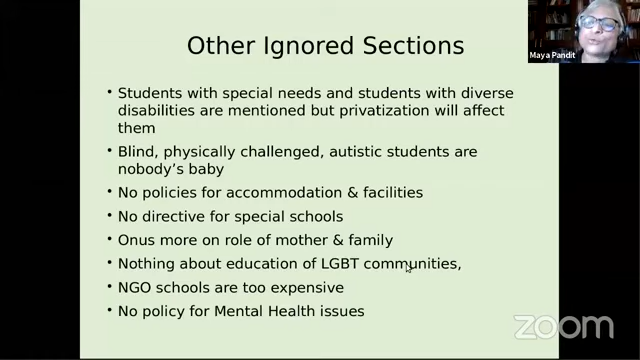 Other Ignored Sections
Maya Pandit
• Students with special needs and students with diverse
disabilities are mentioned but privatization will affect
them
• Blind, physically challenged, autistic students are
nobody's baby
• No policies for accommodation & facilities
• No directive for special schools
• Onus more on role of mother & family
• Nothing about education of LGBT communities,
• NGO schools are too expensive
• No policy for Mental Health issues
zoom